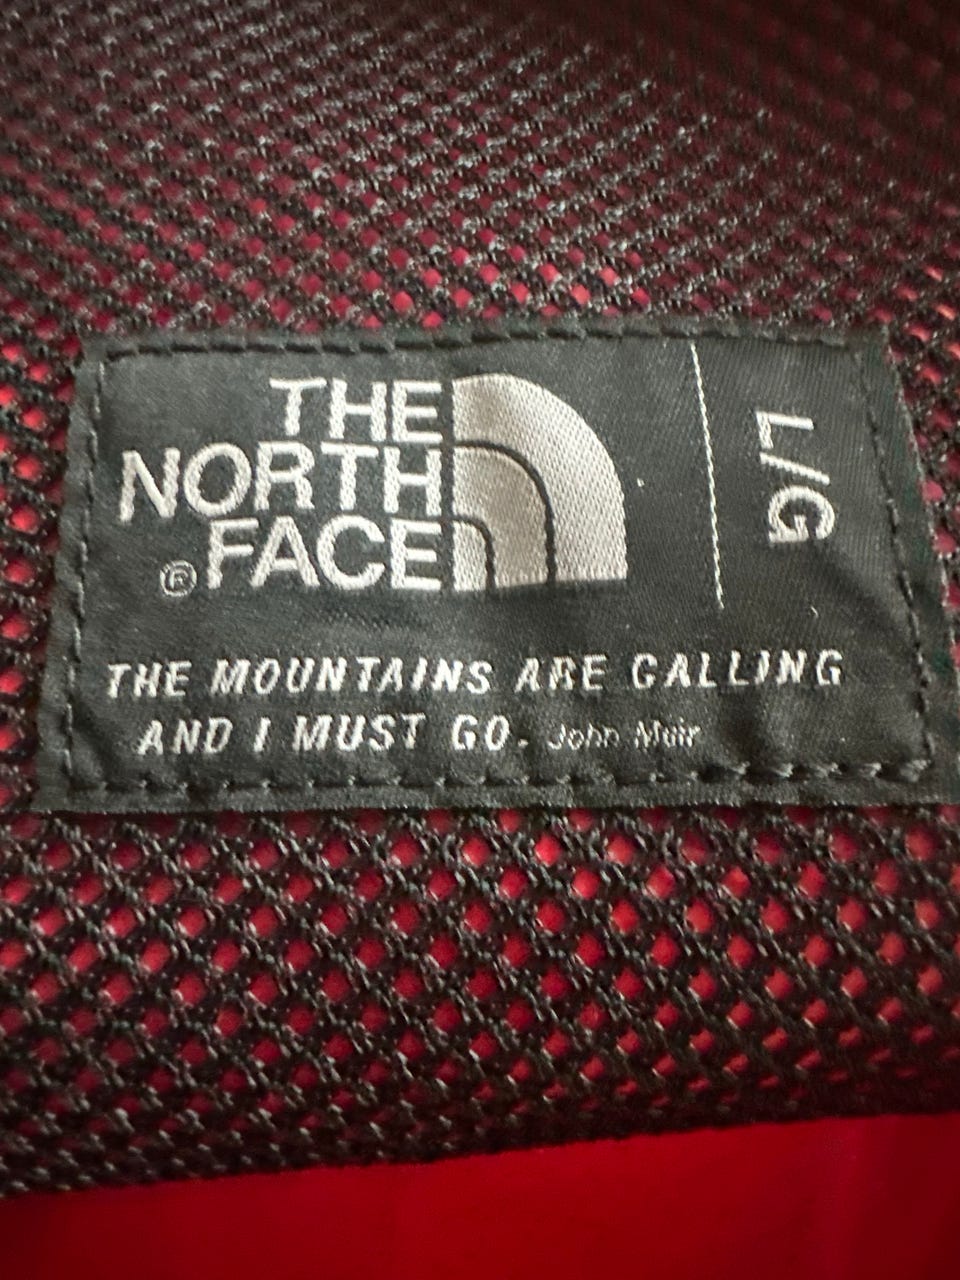 THE
NORTH
®FACE
L/G
THE MOUNTAINS ARE CALLING
AND I MUST GO. John Muir